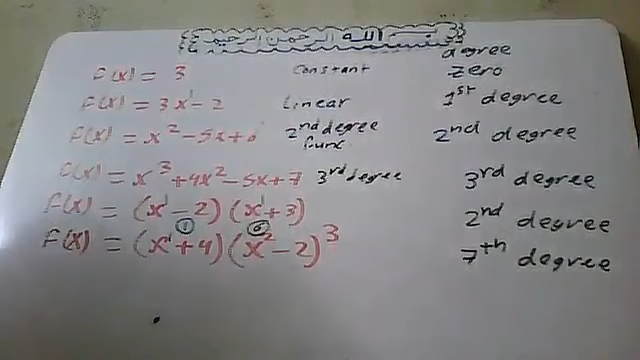 بسم الله الرحمن الرحيم
degree
F(x) = 3 Constant zero
F(x) = 3x¹ - 2 Linear 1st degree
F(x) = x² - 5x + 6 2nd degree func 2nd degree
F(x) = x³ + 4x² - 5x + 7 3rd degree 3rd degree
F(x) = (x¹ - 2) (x¹ + 3) 2nd degree
① ⑥
F(x) = (x¹ + 4) (x² - 2)³ 7th degree